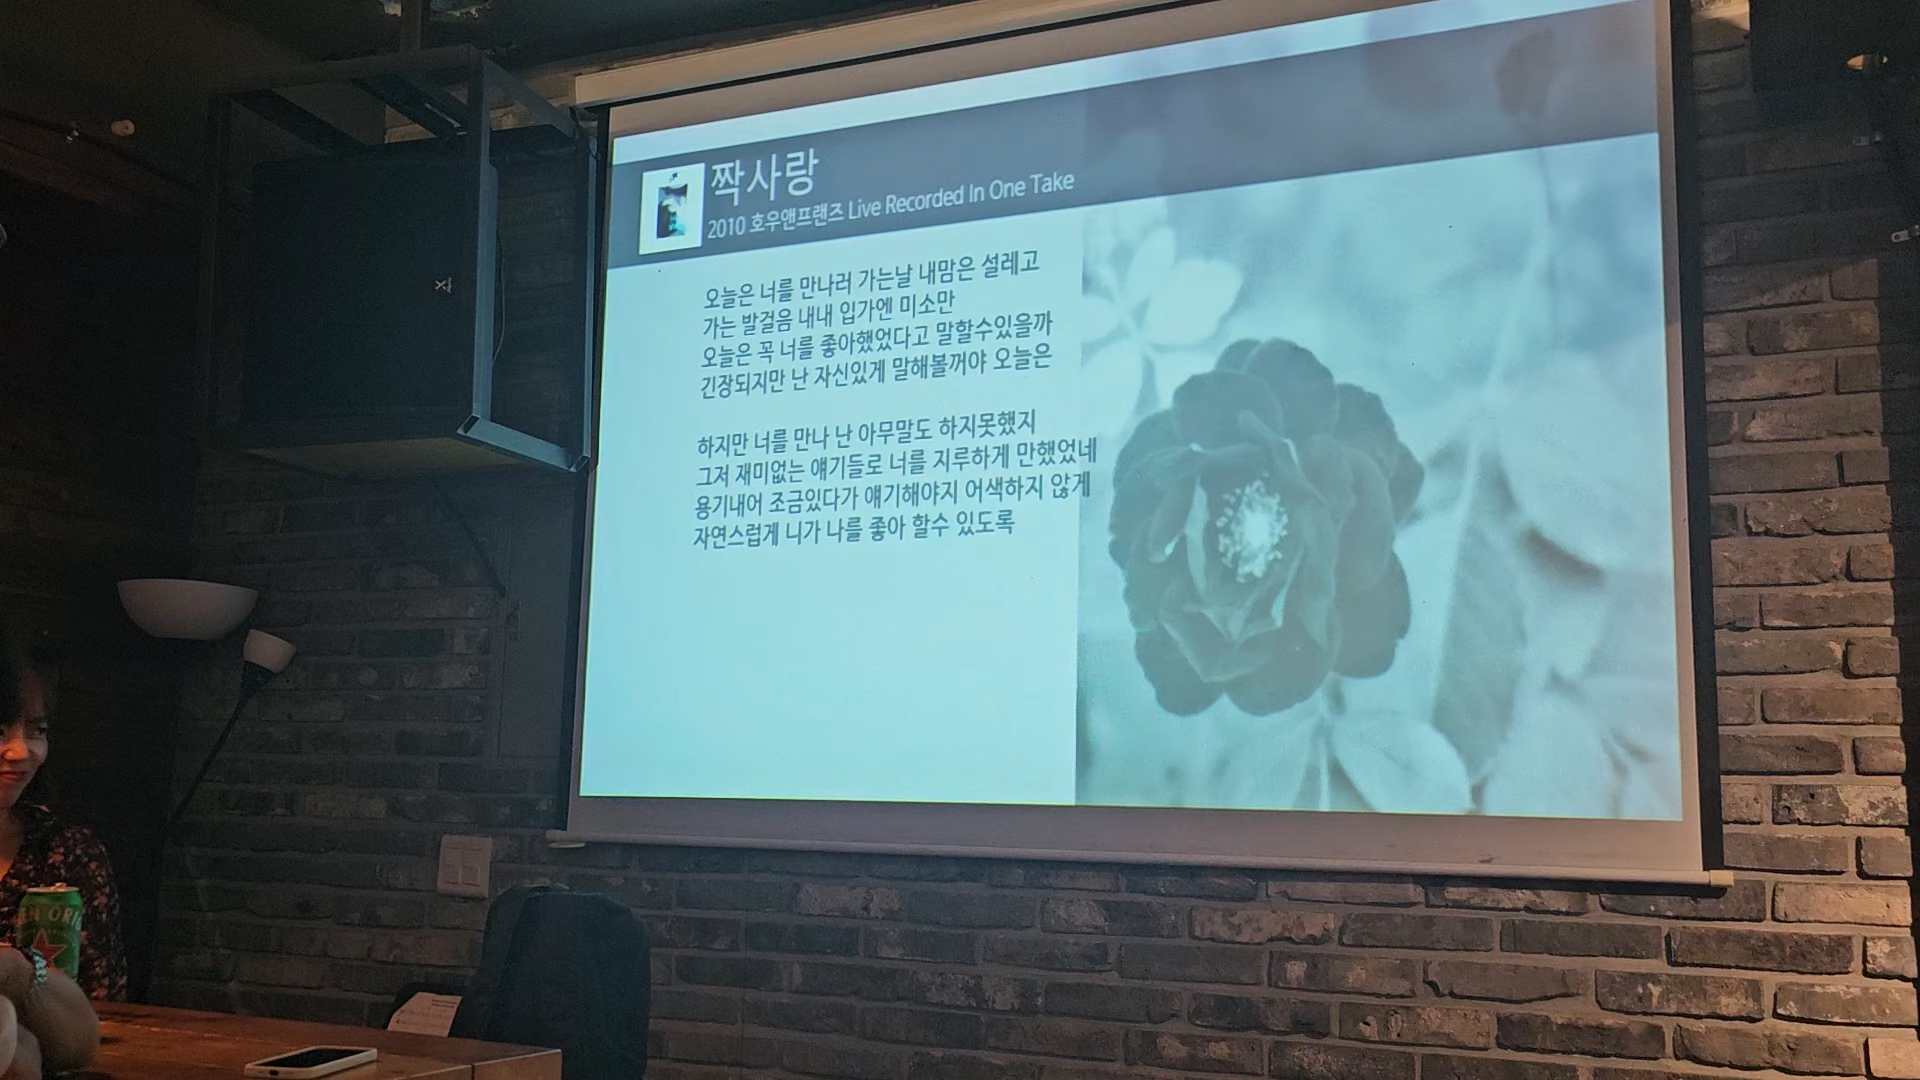 짝사랑
2010 호우앤프랜즈 Live Recorded In One Take
오늘은 너를 만나러 가는날 내맘은 설레고
가는 발걸음 내내 입가엔 미소만
오늘은 꼭 너를 좋아했었다고 말할수있을까
긴장되지만 난 자신있게 말해볼꺼야 오늘은
하지만 너를 만나 난 아무말도 하지못했지
그저 재미없는 얘기들로 너를 지루하게 만했었네
용기내어 조금있다가 얘기해야지 어색하지 않게
자연스럽게 니가 나를 좋아 할수 있도록
EN ORI